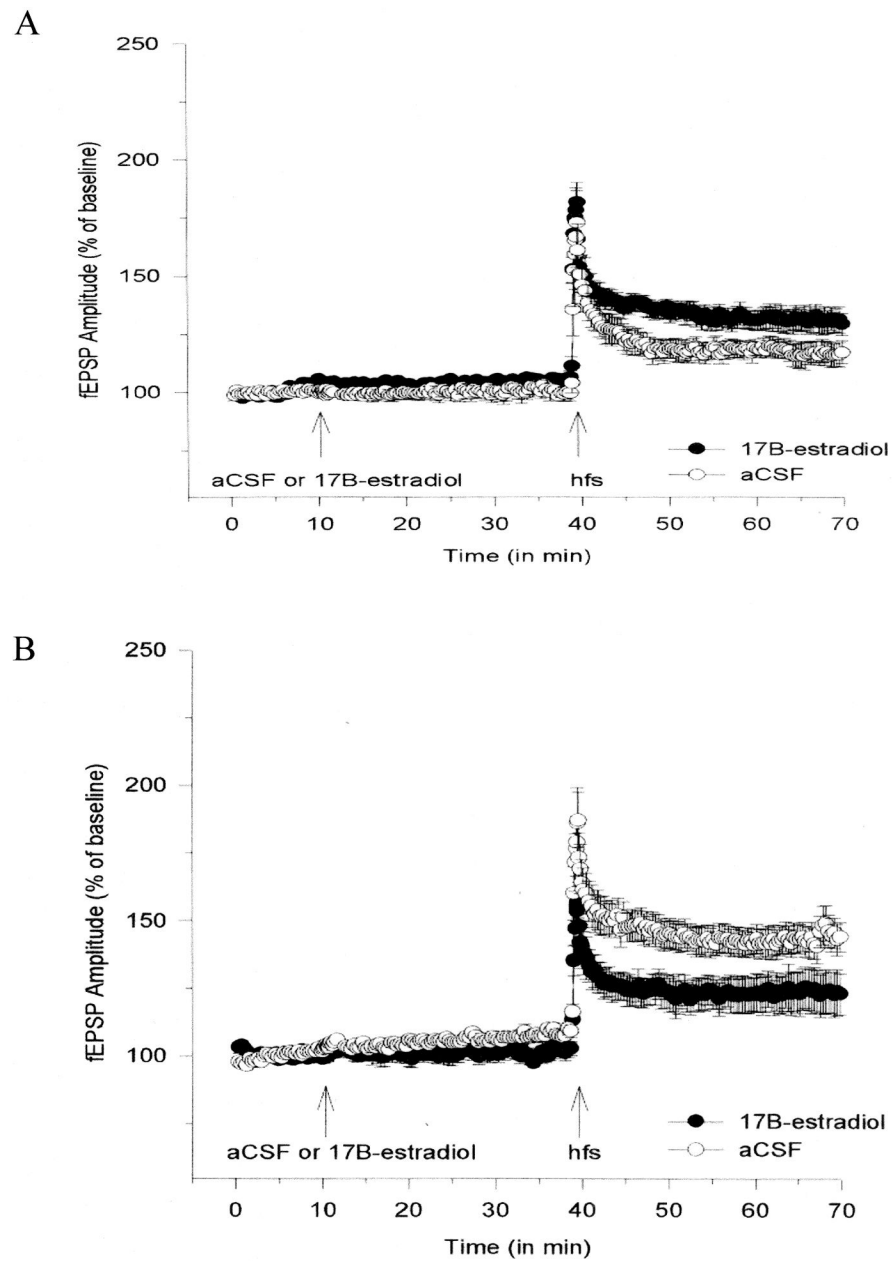 A
250
200
150
100
fEPSP Amplitude (% of baseline)
17B-estradiol
aCSF
aCSF or 17B-estradiol
hfs
0 10 20 30 40 50 60 70
Time (in min)
B
250
200
150
100
fEPSP Amplitude (% of baseline)
17B-estradiol
aCSF
aCSF or 17B-estradiol
hfs
0 10 20 30 40 50 60 70
Time (in min)